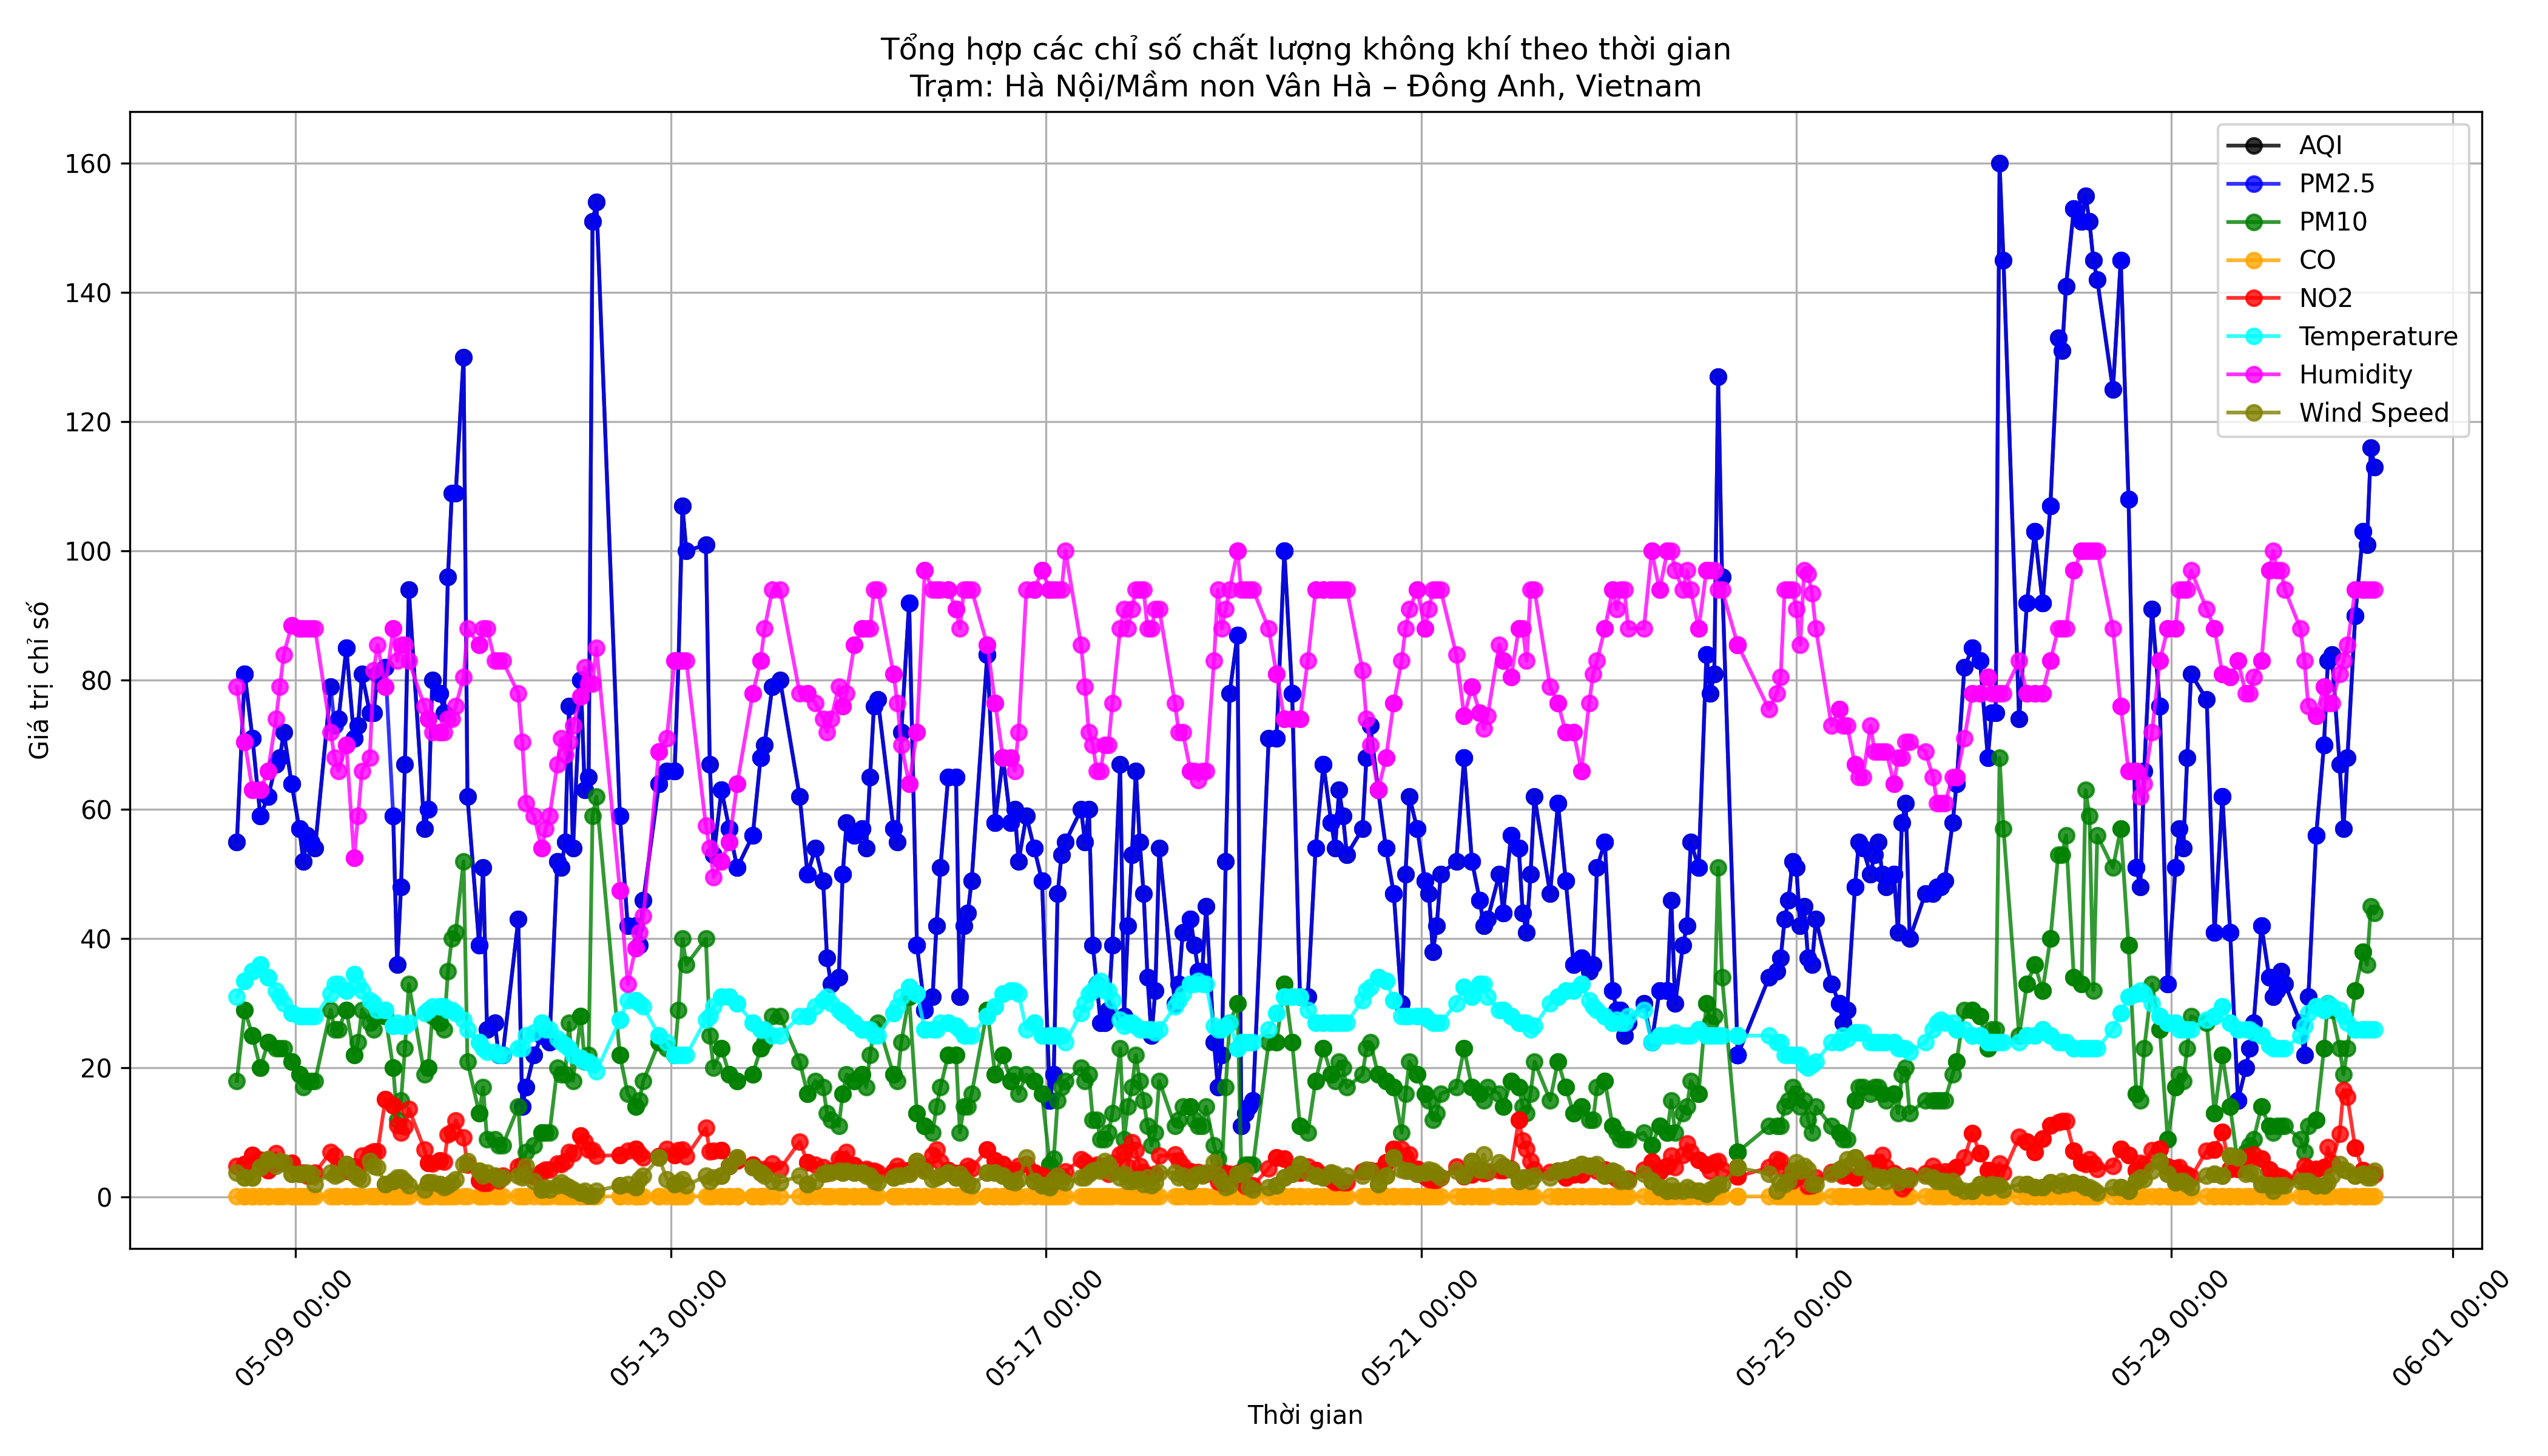 Tổng hợp các chỉ số chất lượng không khí theo thời gian
Trạm: Hà Nội/Mầm non Vân Hà – Đông Anh, Vietnam
Giá trị chỉ số
160
140
120
100
80
60
40
20
0
AQI
PM2.5
PM10
CO
NO2
Temperature
Humidity
Wind Speed
05-09 00:00
05-13 00:00
05-17 00:00
05-21 00:00
05-25 00:00
05-29 00:00
06-01 00:00
Thời gian